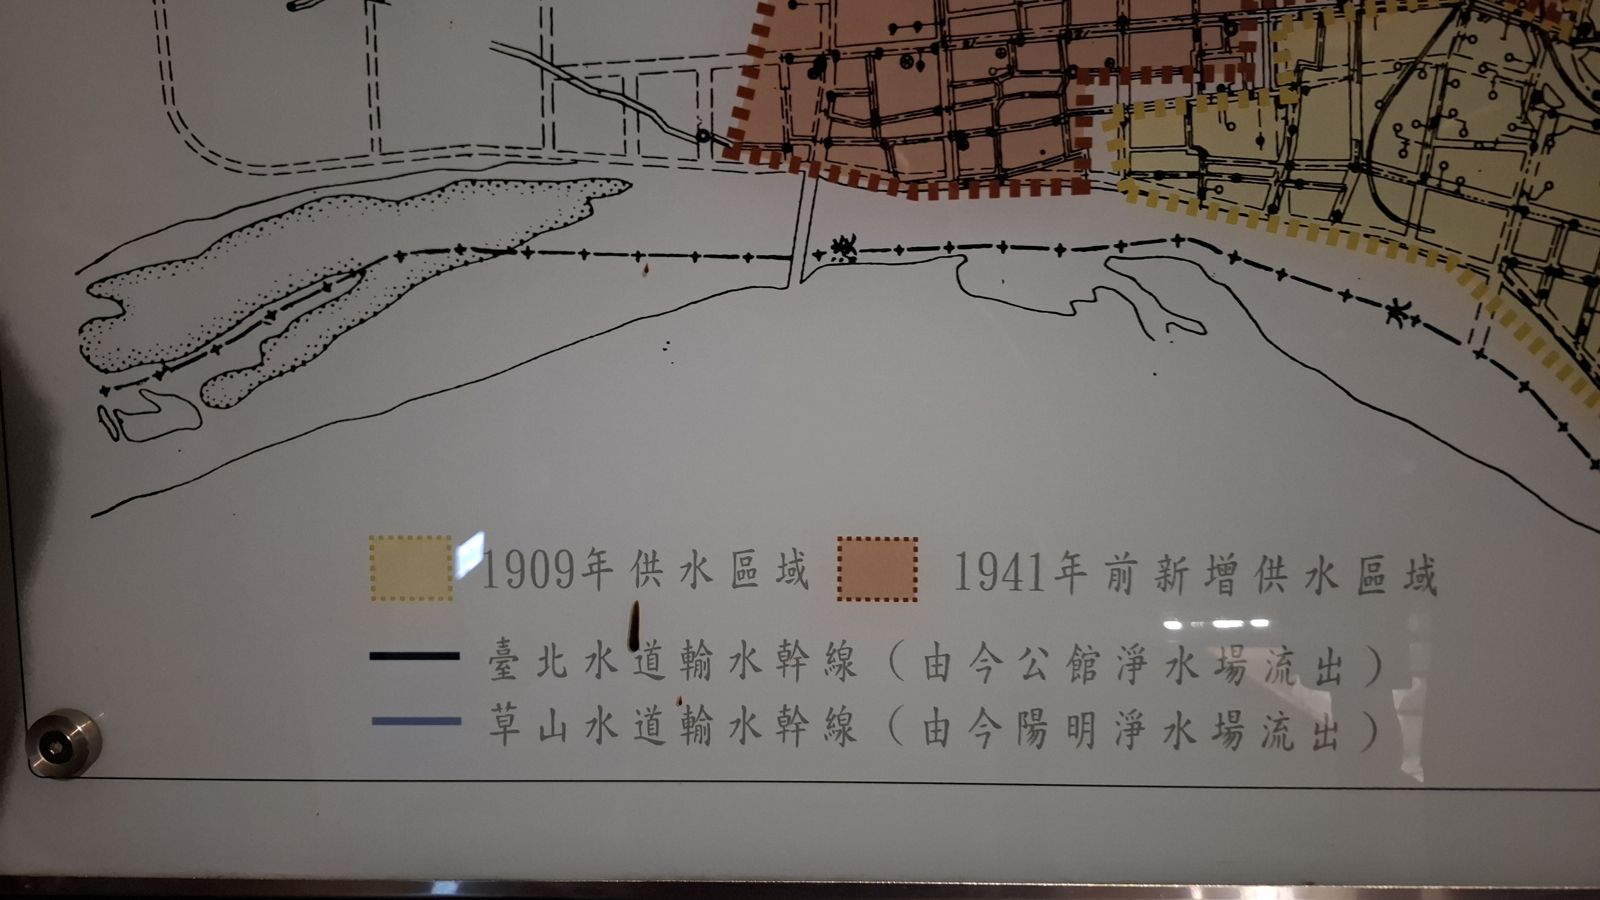 淡
水
1909年供水區域
1941年前新增供水區域
臺北水道輸水幹線（由今公館淨水場流出）
草山水道輸水幹線（由今陽明淨水場流出）